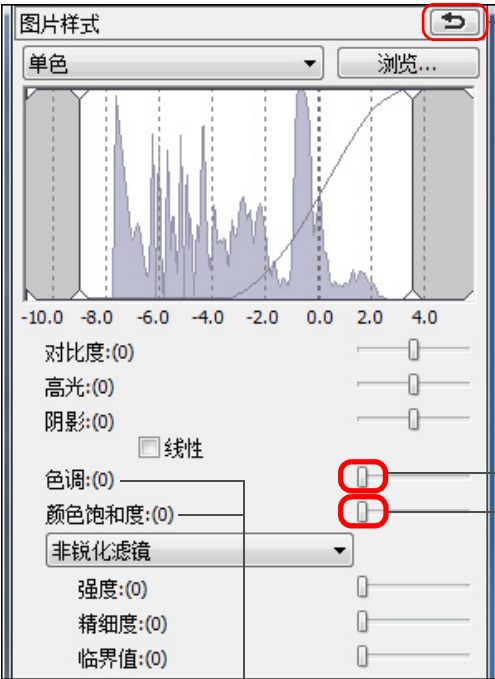 图片样式
单色
浏览...
-10.0 -8.0 -6.0 -4.0 -2.0 0.0 2.0 4.0
对比度:(0)
高光:(0)
阴影:(0)
线性
色调:(0)
颜色饱和度:(0)
非锐化滤镜
强度:(0)
精细度:(0)
临界值:(0)